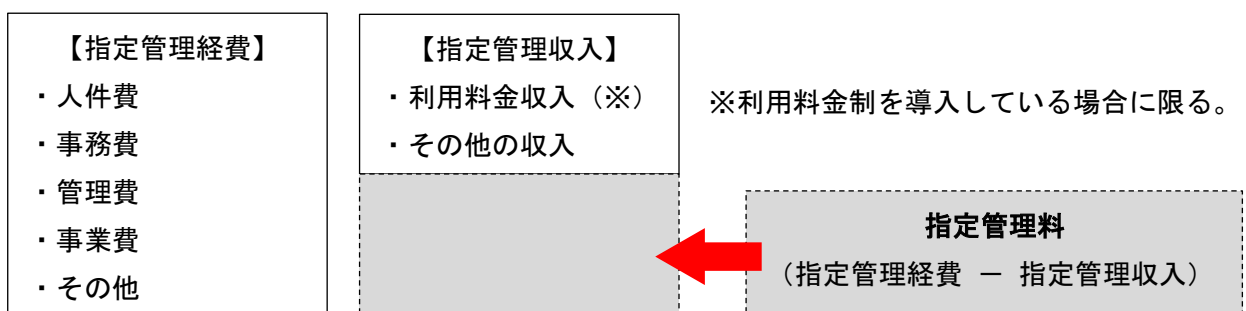 【指定管理経費】
・人件費
・事務費
・管理費
・事業費
・その他
【指定管理収入】
・利用料金収入（※）
・その他の収入
※利用料金制を導入している場合に限る。
指定管理料
（指定管理経費 － 指定管理収入）